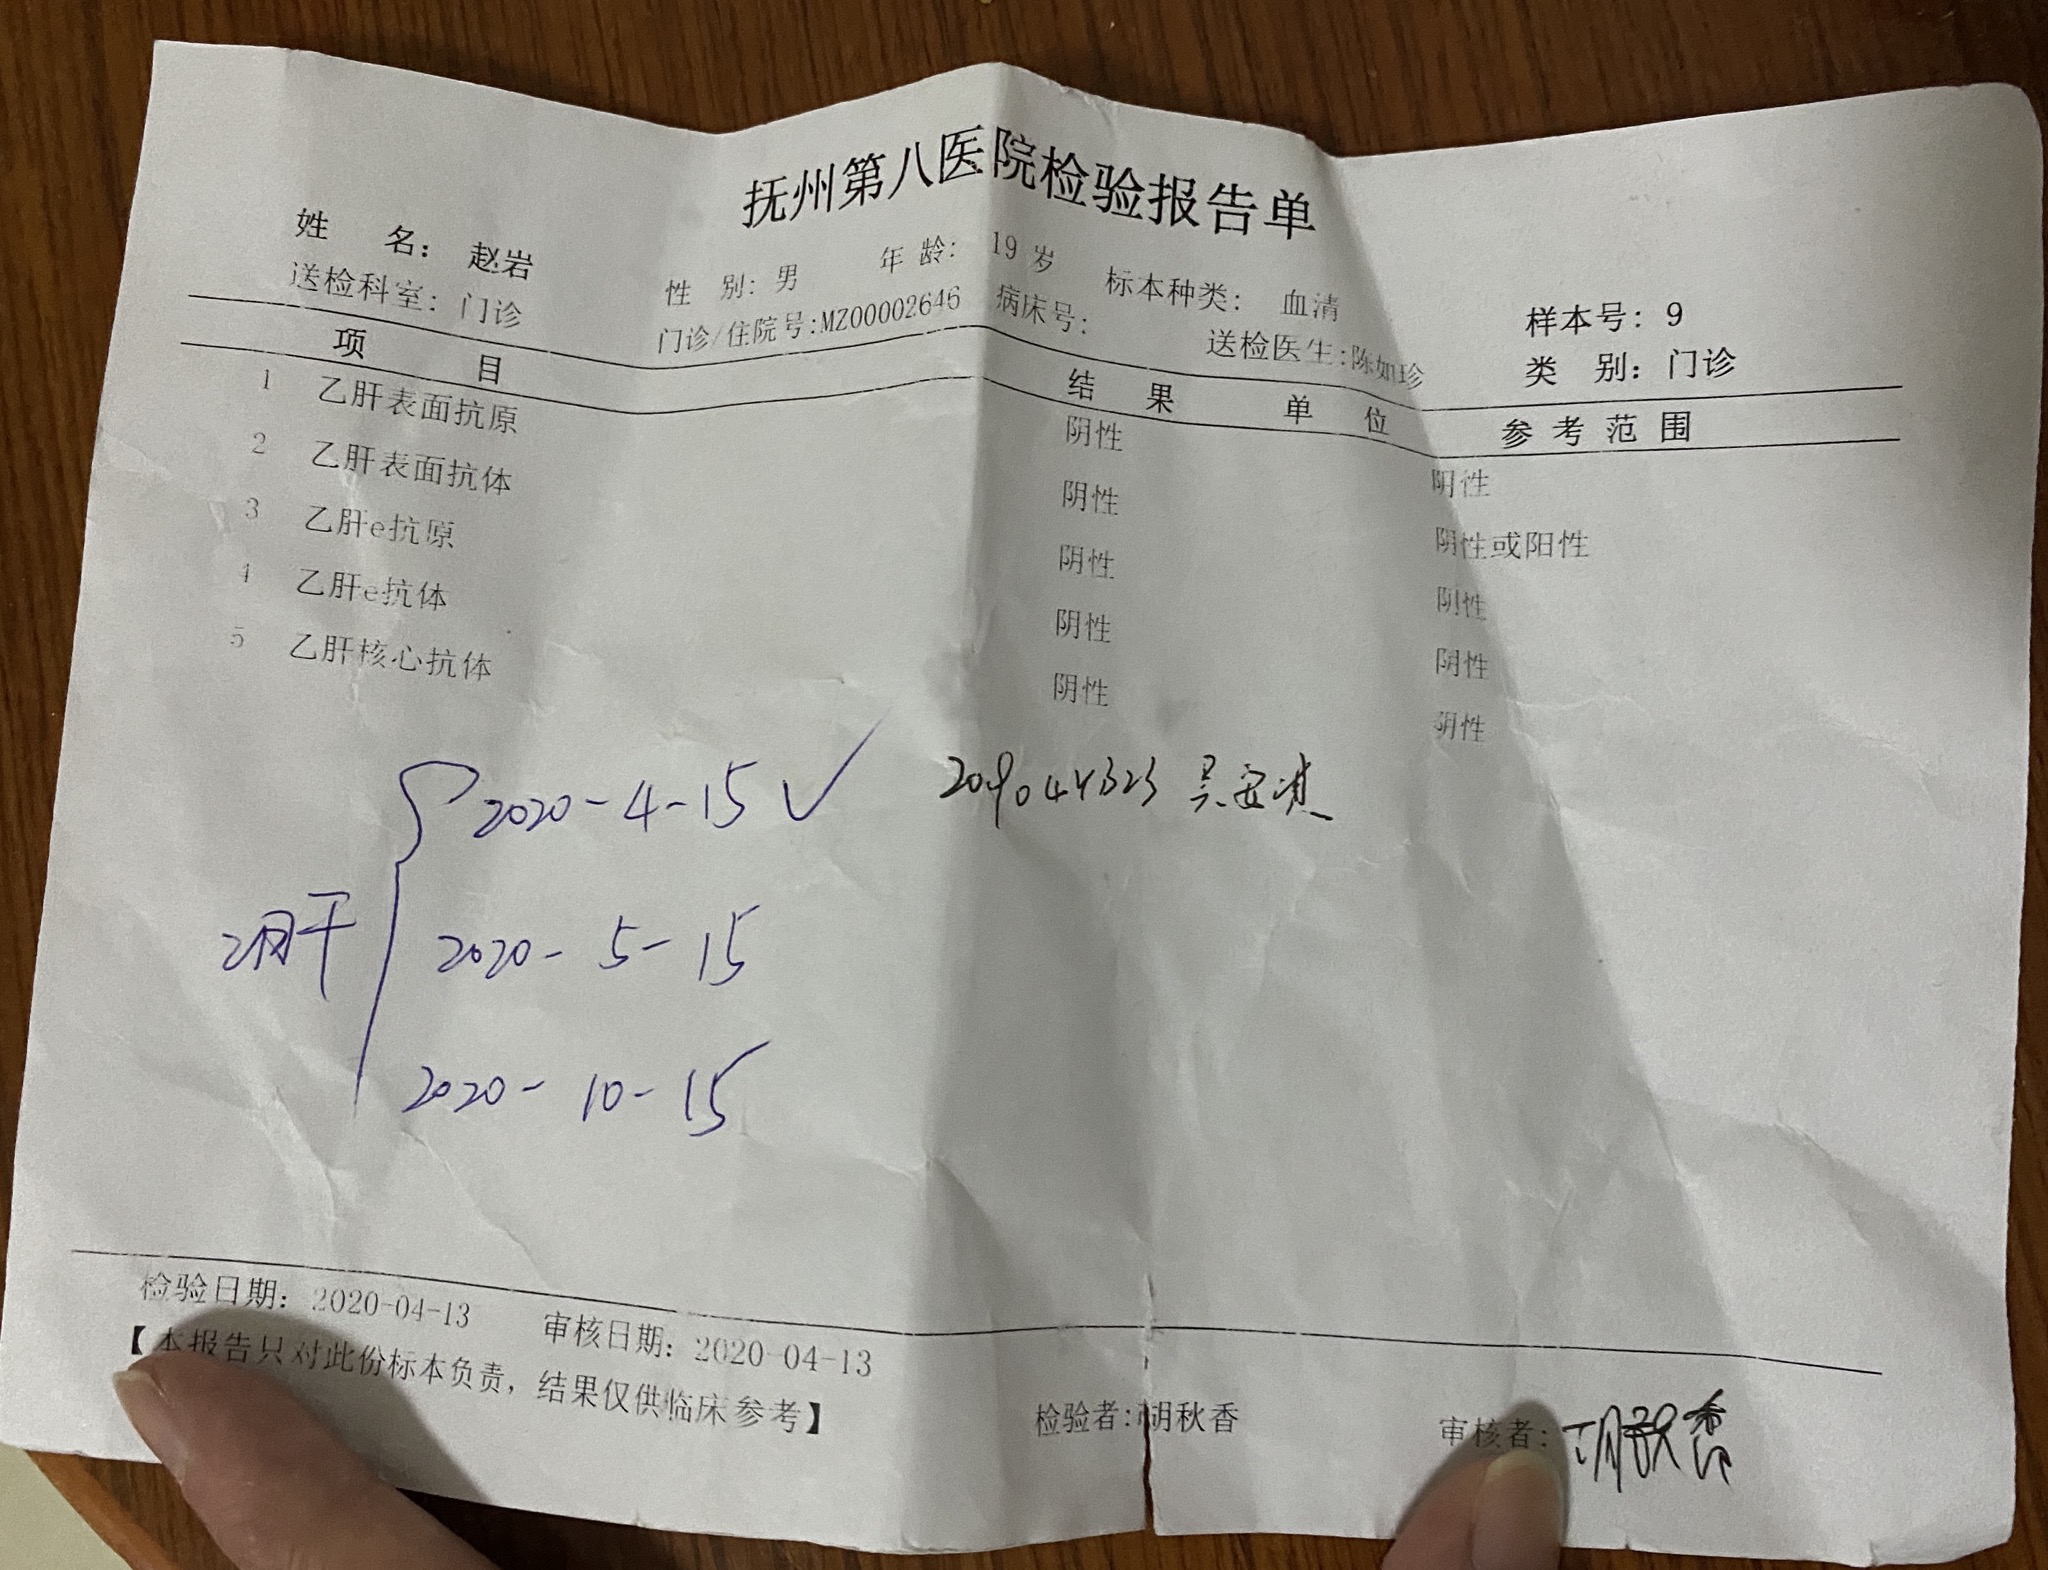 抚州第八医院检验报告单
姓 名: 赵岩 性 别: 男 年 龄: 19 岁 标本种类: 血清 样本号: 9
送检科室: 门诊 门诊/住院号:MZ00002646 病床号: 送检医生:陈如珍 类 别: 门诊
项 目 结 果 单 位 参 考 范 围
1 乙肝表面抗原 阴性 阴性
2 乙肝表面抗体 阴性 阴性或阳性
3 乙肝e抗原 阴性 阴性
4 乙肝e抗体 阴性 阴性
5 乙肝核心抗体 阴性 阴性
2020-4-15 ✓
乙肝 2020-5-15
2020-10-15
检验日期: 2020-04-13 审核日期: 2020-04-13
【本报告只对此份标本负责, 结果仅供临床参考】 检验者:胡秋香 审核者: 胡秋香